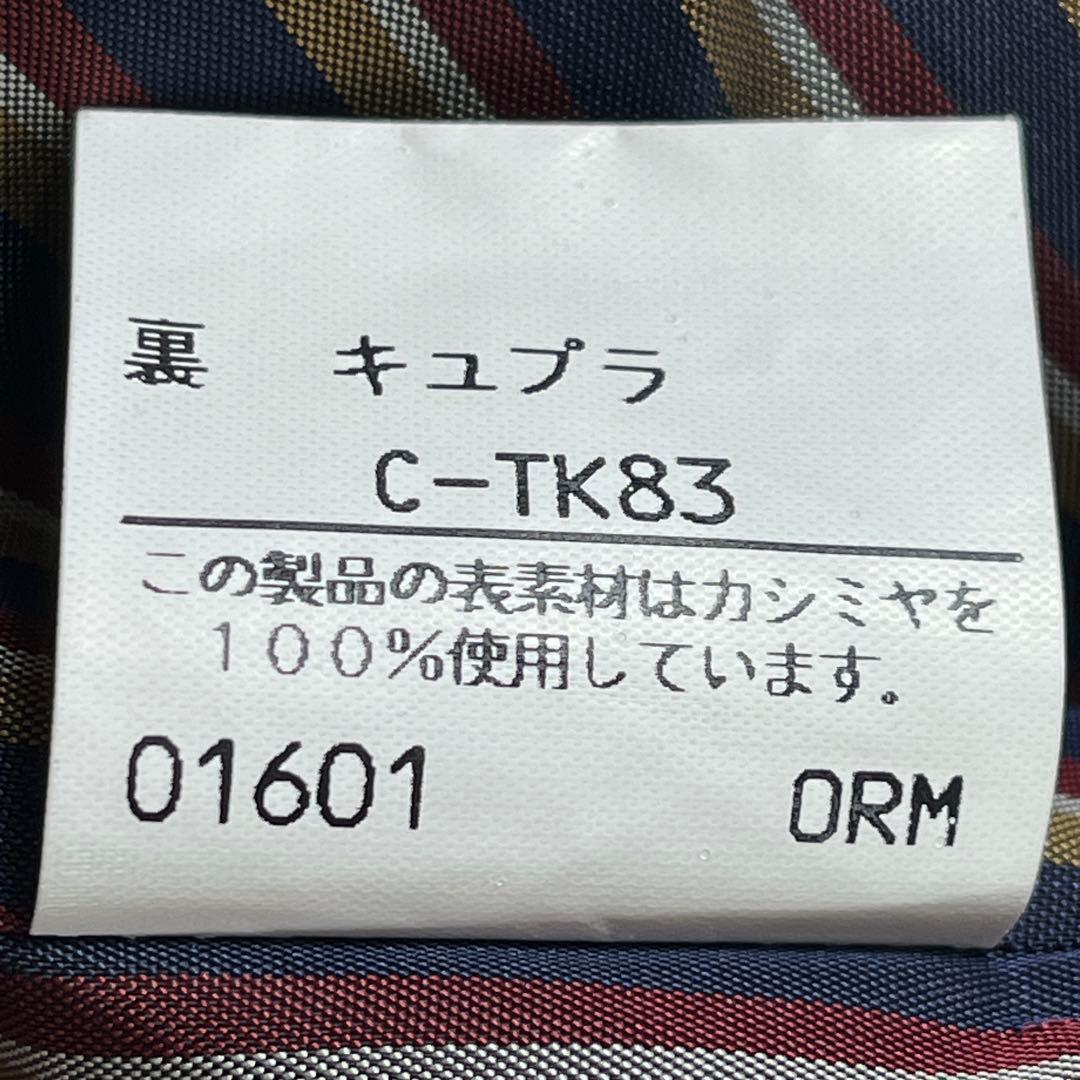 裏 キュプラ
C-TK83
この製品の表素材はカシミヤを
100%使用しています。
01601 ORM